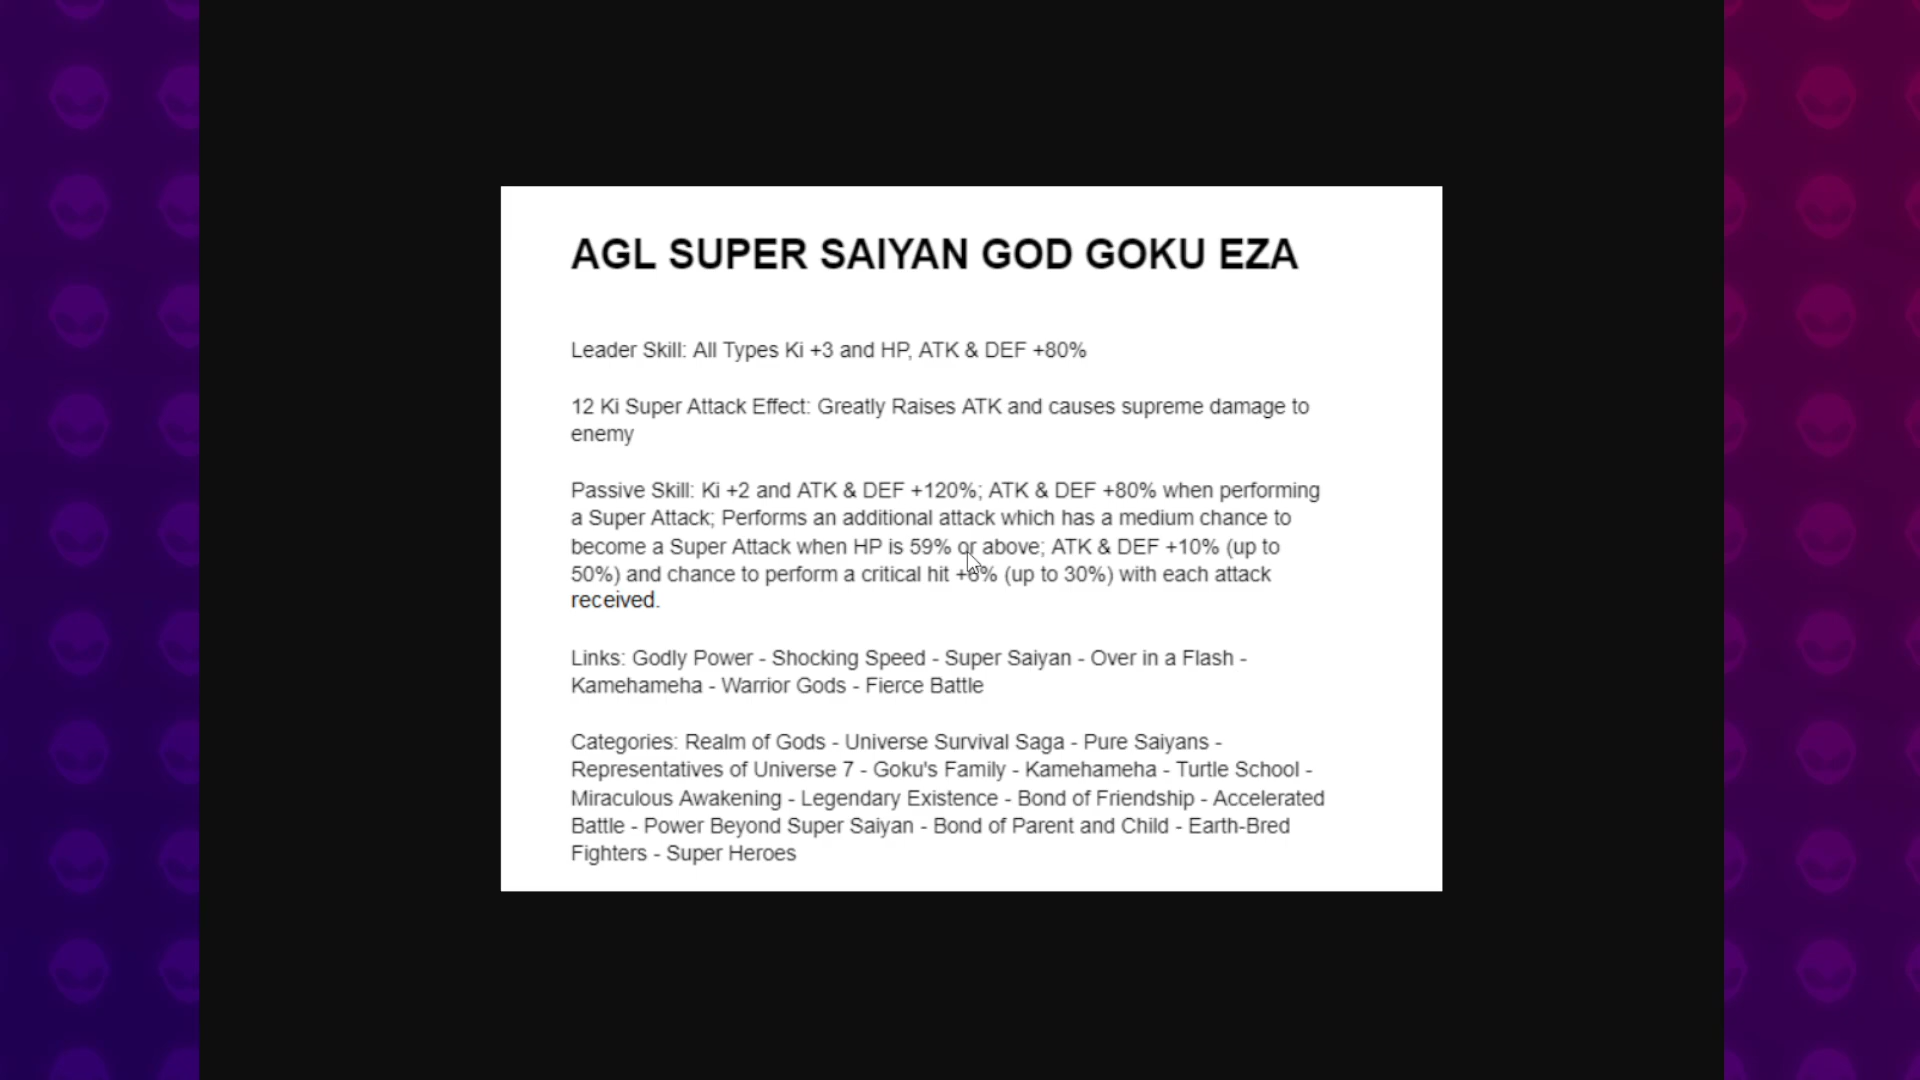 AGL SUPER SAIYAN GOD GOKU EZA
Leader Skill: All Types Ki +3 and HP, ATK & DEF +80%
12 Ki Super Attack Effect: Greatly Raises ATK and causes supreme damage to
enemy
Passive Skill: Ki +2 and ATK & DEF +120%; ATK & DEF +80% when performing
a Super Attack; Performs an additional attack which has a medium chance to
become a Super Attack when HP is 59% or above; ATK & DEF +10% (up to
50%) and chance to perform a critical hit +6% (up to 30%) with each attack
received.
Links: Godly Power - Shocking Speed - Super Saiyan - Over in a Flash -
Kamehameha - Warrior Gods - Fierce Battle
Categories: Realm of Gods - Universe Survival Saga - Pure Saiyans -
Representatives of Universe 7 - Goku's Family - Kamehameha - Turtle School -
Miraculous Awakening - Legendary Existence - Bond of Friendship - Accelerated
Battle - Power Beyond Super Saiyan - Bond of Parent and Child - Earth-Bred
Fighters - Super Heroes